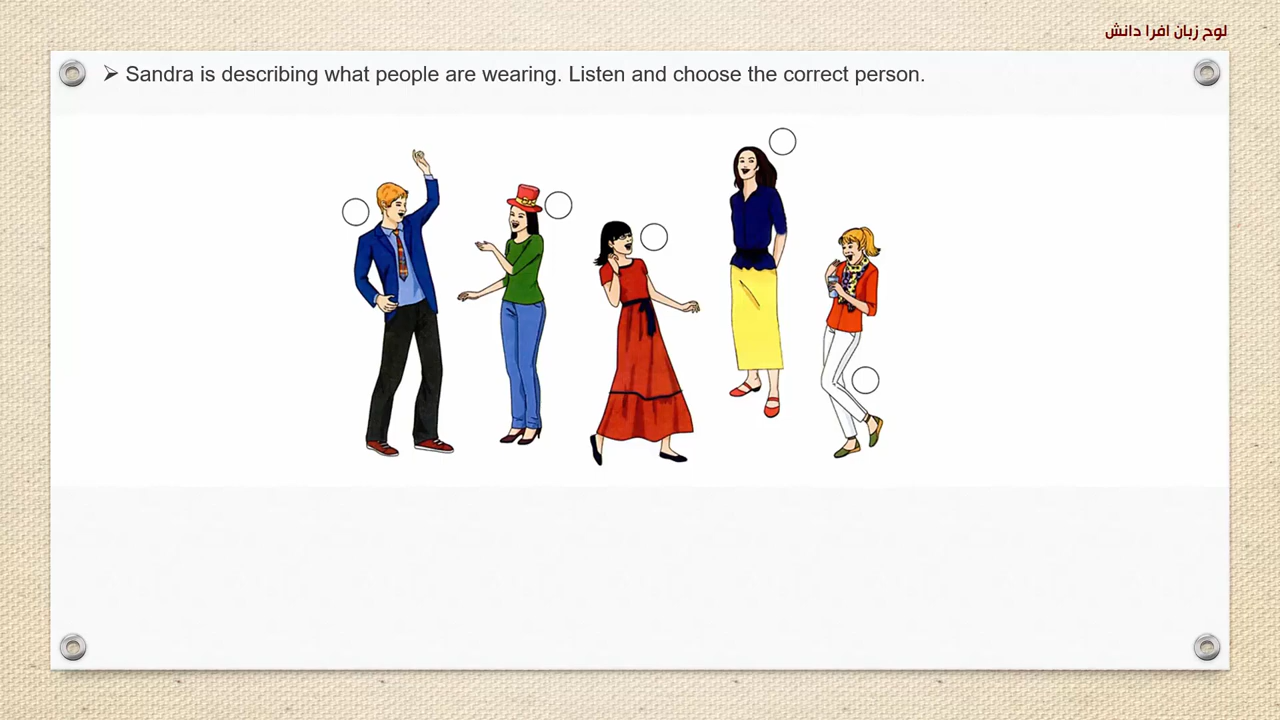 لوح زبان افرا دانش
➢ Sandra is describing what people are wearing. Listen and choose the correct person.